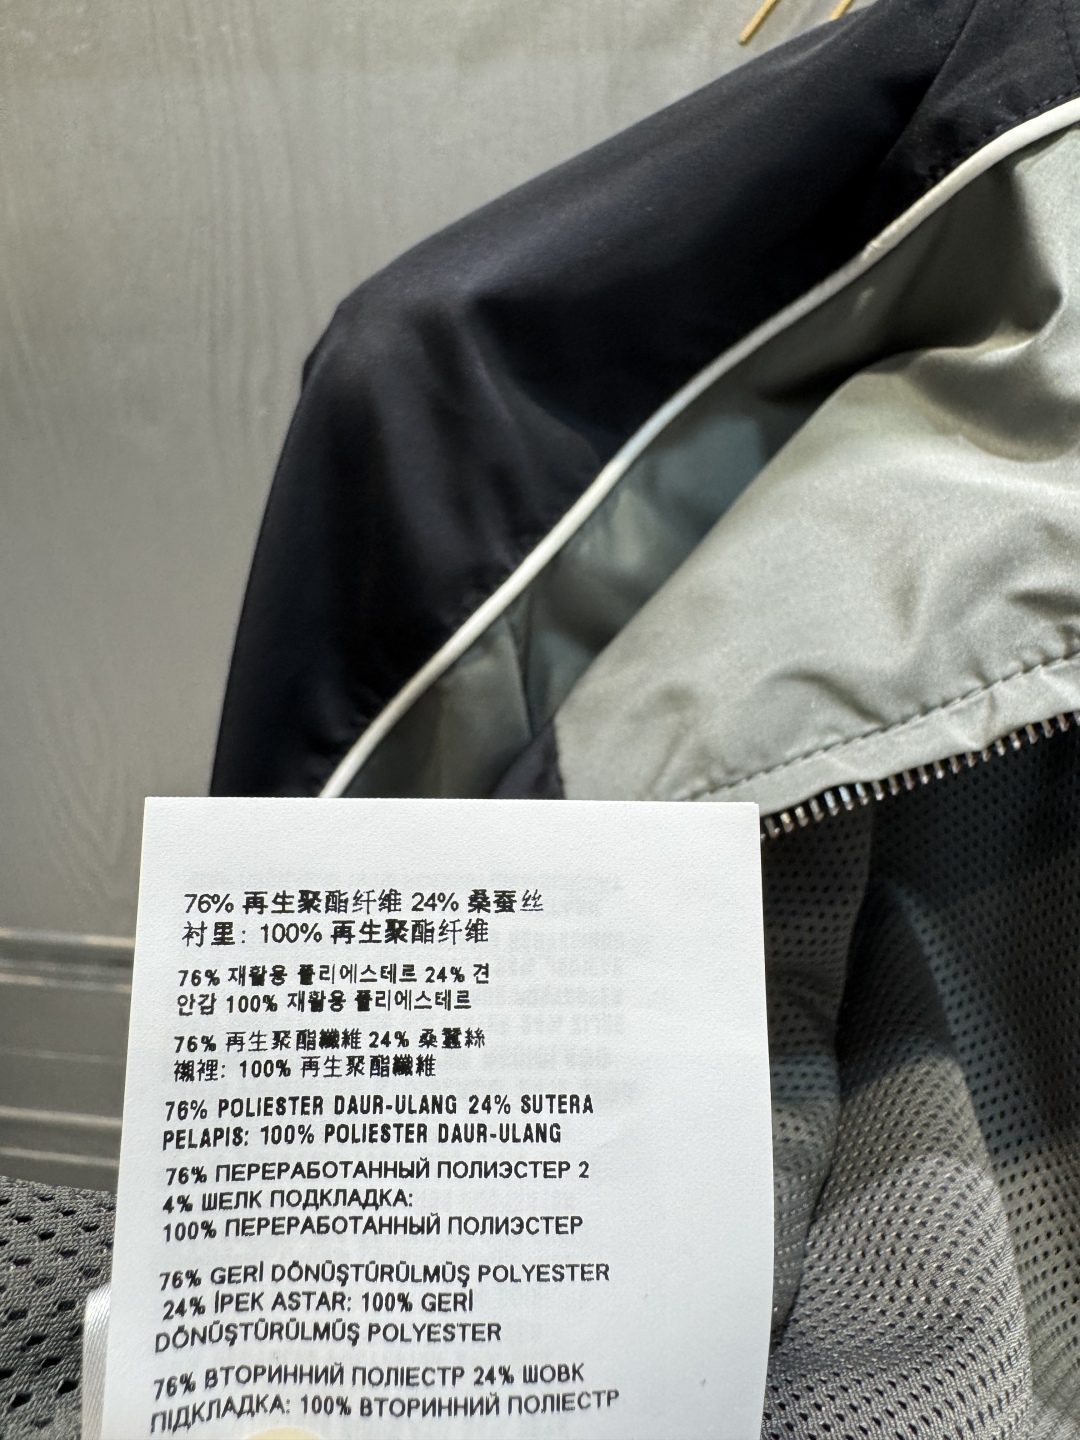 76% 再生聚酯纤维 24% 桑蚕丝
衬里: 100% 再生聚酯纤维
76% 재활용 폴리에스테르 24% 견
안감 100% 재활용 폴리에스테르
76% 再生聚酯纖維 24% 桑蠶絲
襯裡: 100% 再生聚酯纖維
76% POLIESTER DAUR-ULANG 24% SUTERA
PELAPIS: 100% POLIESTER DAUR-ULANG
76% ПЕРЕРАБОТАННЫЙ ПОЛИЭСТЕР 2
4% ШЕЛК ПОДКЛАДКА:
100% ПЕРЕРАБОТАННЫЙ ПОЛИЭСТЕР
76% GERİ DÖNÜŞTÜRÜLMÜŞ POLYESTER
24% İPEK ASTAR: 100% GERİ
DÖNÜŞTÜRÜLMÜŞ POLYESTER
76% ВТОРИННИЙ ПОЛІЕСТР 24% ШОВК
ПІДКЛАДКА: 100% ВТОРИННИЙ ПОЛІЕСТР